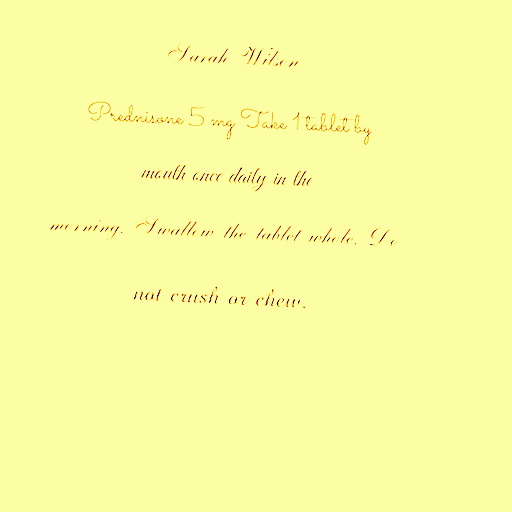 Sarah Wilson
Prednisone 5 mg Take 1 tablet by
mouth once daily in the
morning. Swallow the tablet whole. Do
not crush or chew.